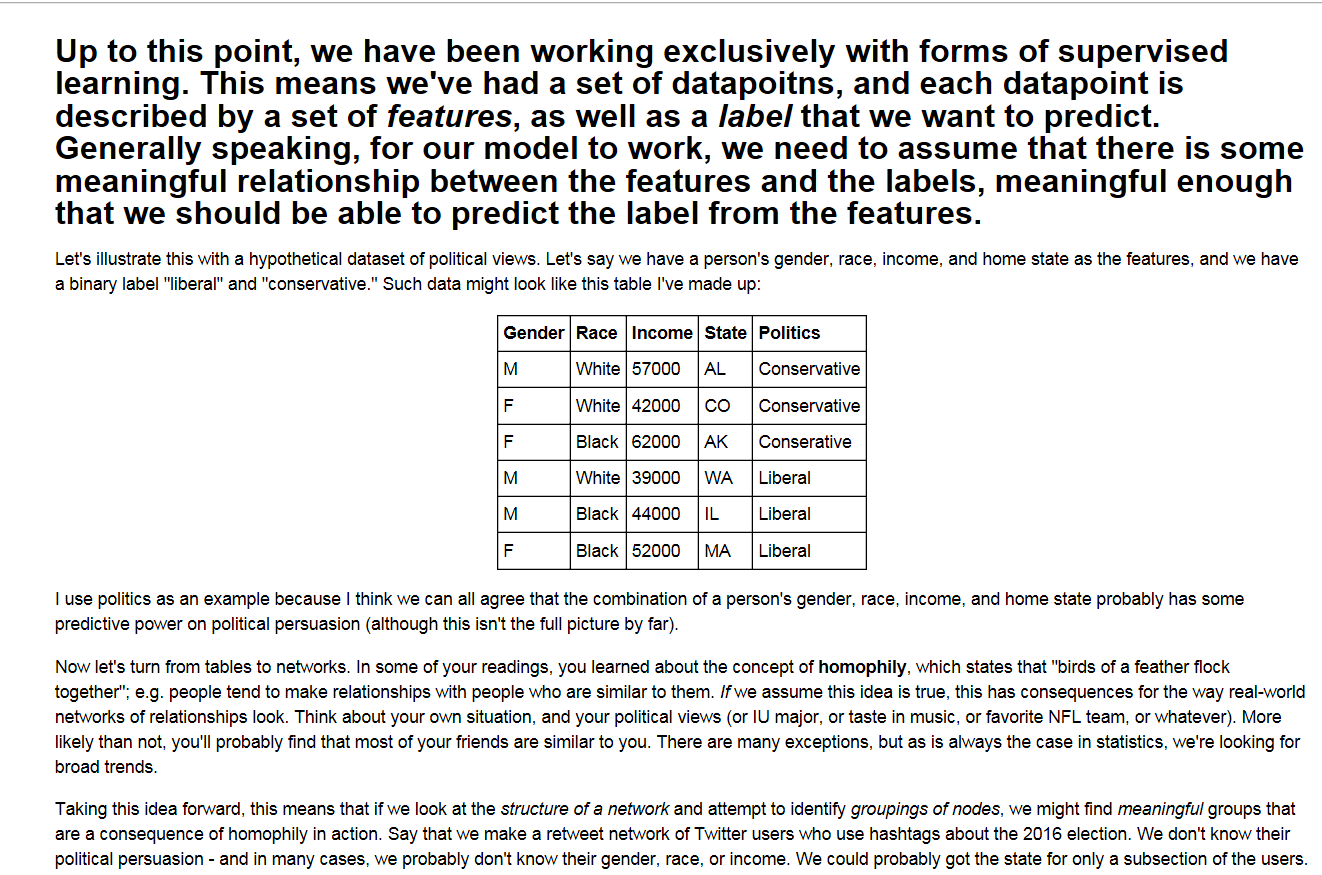 Up to this point, we have been working exclusively with forms of supervised
learning. This means we've had a set of datapoitns, and each datapoint is
described by a set of features, as well as a label that we want to predict.
Generally speaking, for our model to work, we need to assume that there is some
meaningful relationship between the features and the labels, meaningful enough
that we should be able to predict the label from the features.
Let's illustrate this with a hypothetical dataset of political views. Let's say we have a person's gender, race, income, and home state as the features, and we have
a binary label "liberal" and "conservative." Such data might look like this table I've made up:
Gender Race Income State Politics
M White 57000 AL Conservative
F White 42000 CO Conservative
F Black 62000 AK Conserative
M White 39000 WA Liberal
M Black 44000 IL Liberal
F Black 52000 MA Liberal
I use politics as an example because I think we can all agree that the combination of a person's gender, race, income, and home state probably has some
predictive power on political persuasion (although this isn't the full picture by far).
Now let's turn from tables to networks. In some of your readings, you learned about the concept of homophily, which states that "birds of a feather flock
together"; e.g. people tend to make relationships with people who are similar to them. If we assume this idea is true, this has consequences for the way real-world
networks of relationships look. Think about your own situation, and your political views (or IU major, or taste in music, or favorite NFL team, or whatever). More
likely than not, you'll probably find that most of your friends are similar to you. There are many exceptions, but as is always the case in statistics, we're looking for
broad trends.
Taking this idea forward, this means that if we look at the structure of a network and attempt to identify groupings of nodes, we might find meaningful groups that
are a consequence of homophily in action. Say that we make a retweet network of Twitter users who use hashtags about the 2016 election. We don't know their
political persuasion - and in many cases, we probably don't know their gender, race, or income. We could probably got the state for only a subsection of the users.